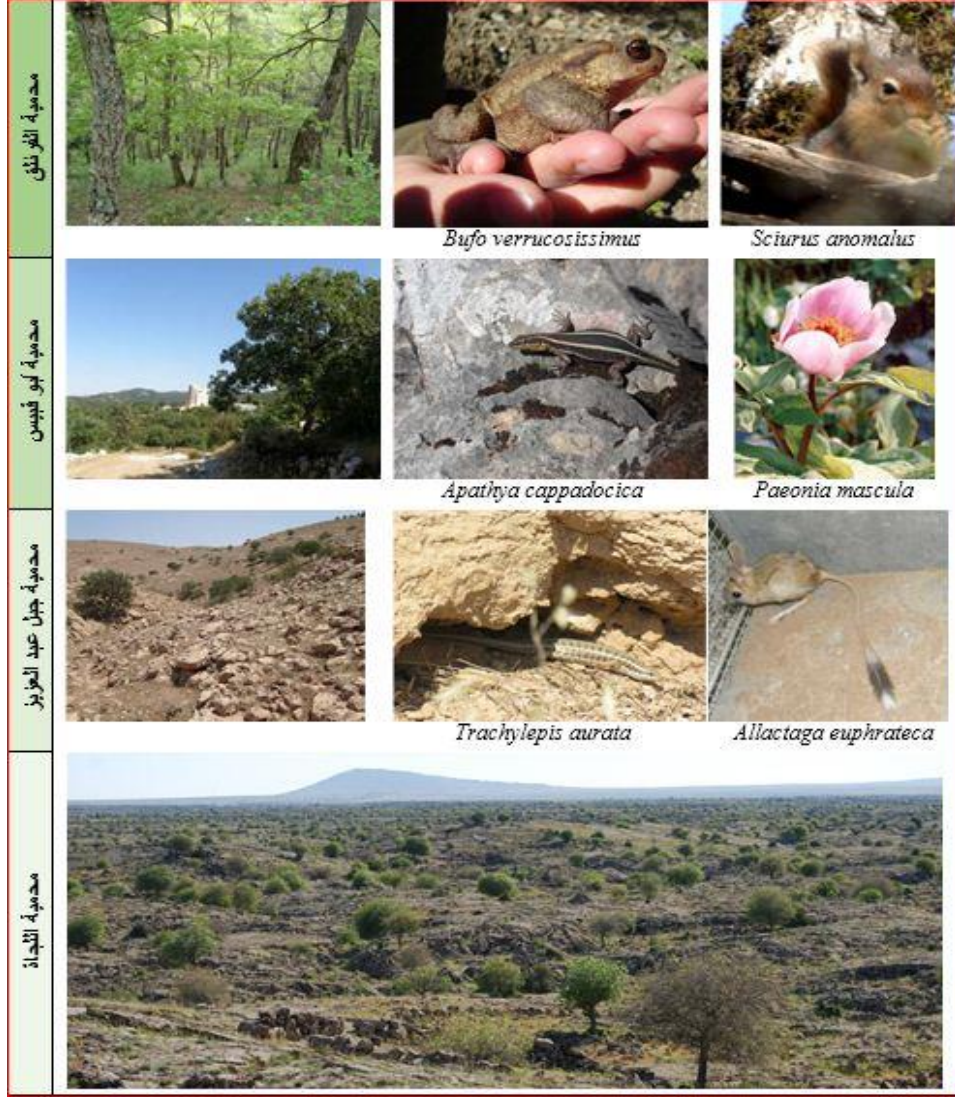 محمية الفرنلق
Bufo verrucosissimus
Sciurus anomalus
محمية أبو قبيس
Apathya cappadocica
Paeonia mascula
محمية جبل عبد العزيز
Trachylepis aurata
Allactaga euphrateca
محمية اللجاة